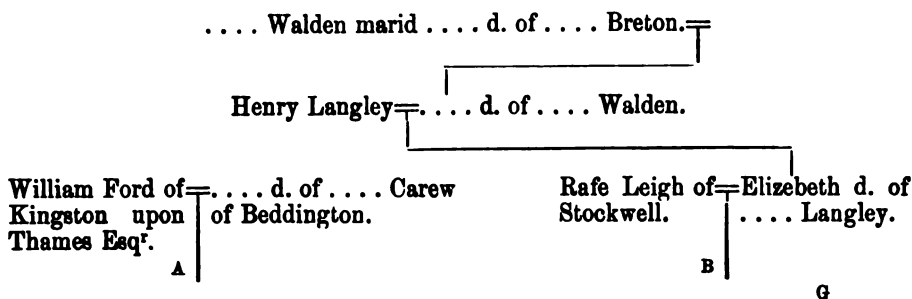 .... Walden marid .... d. of .... Breton.=
Henry Langley=.... d. of .... Walden.
William Ford of=.... d. of .... Carew
Kingston upon of Beddington.
Thames Esqr.
A
Rafe Leigh of=Elizebeth d. of
Stockwell. .... Langley.
B
G